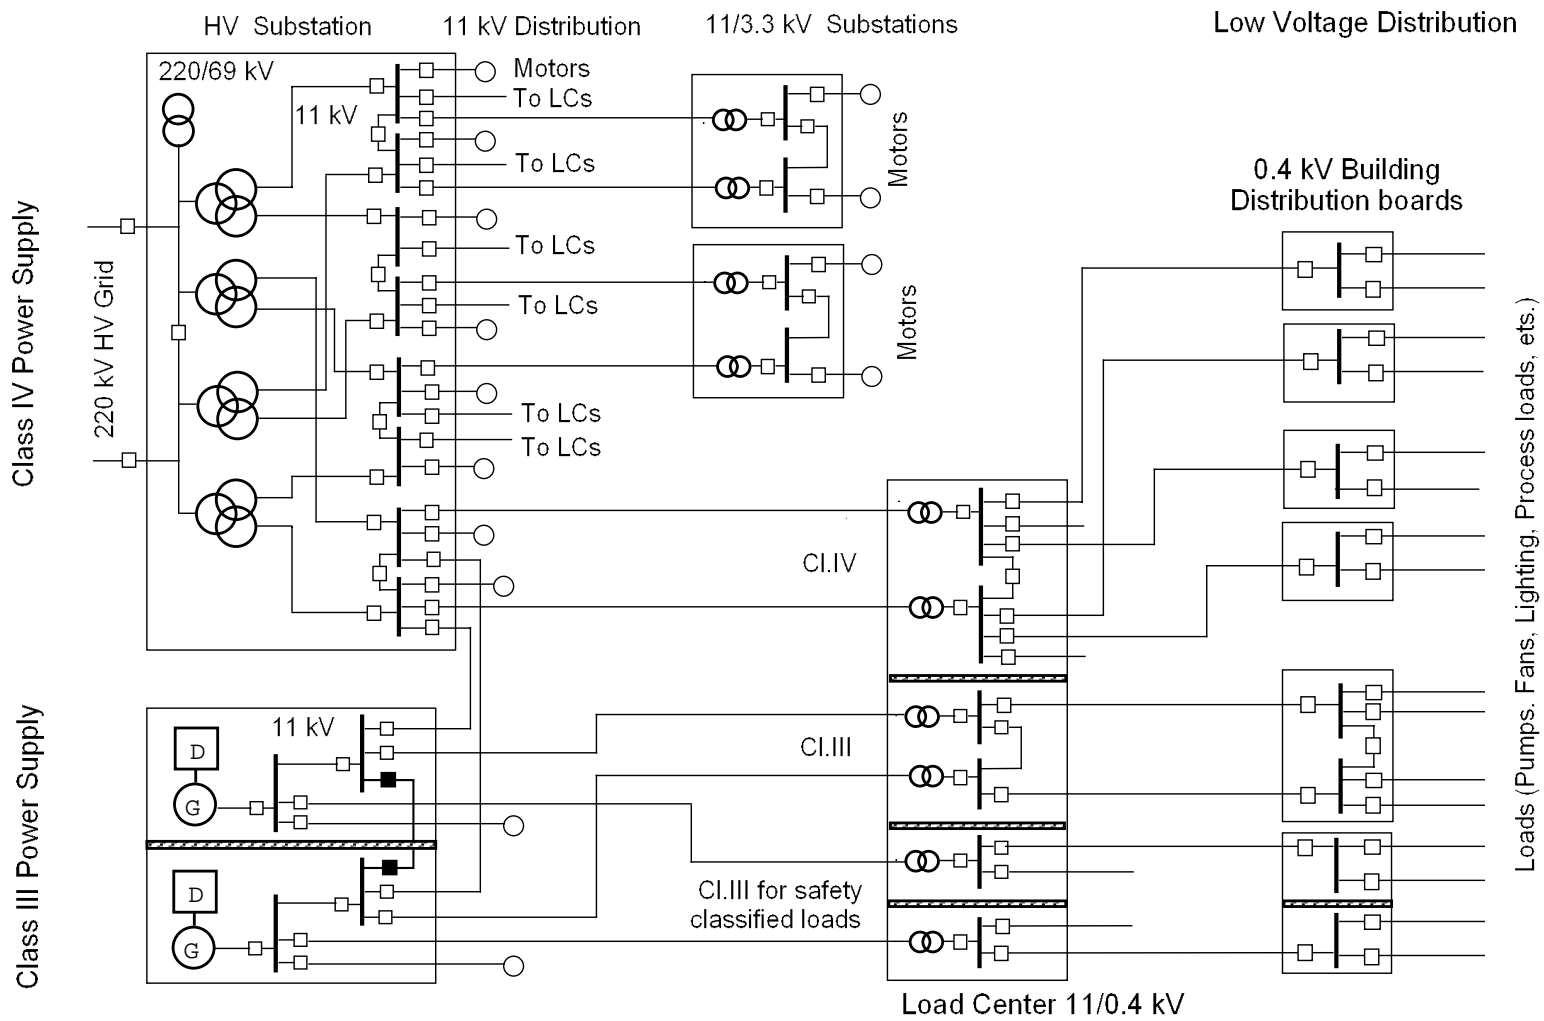 HV Substation
11 kV Distribution
11/3.3 kV Substations
Low Voltage Distribution
220/69 kV
11 kV
Motors
To LCs
To LCs
To LCs
To LCs
To LCs
To LCs
Motors
Motors
0.4 kV Building
Distribution boards
Class IV Power Supply
220 kV HV Grid
Cl.IV
Loads (Pumps. Fans, Lighting, Process loads, ets.)
Class III Power Supply
11 kV
D
G
D
G
Cl.III
Cl.III for safety
classified loads
Load Center 11/0.4 kV